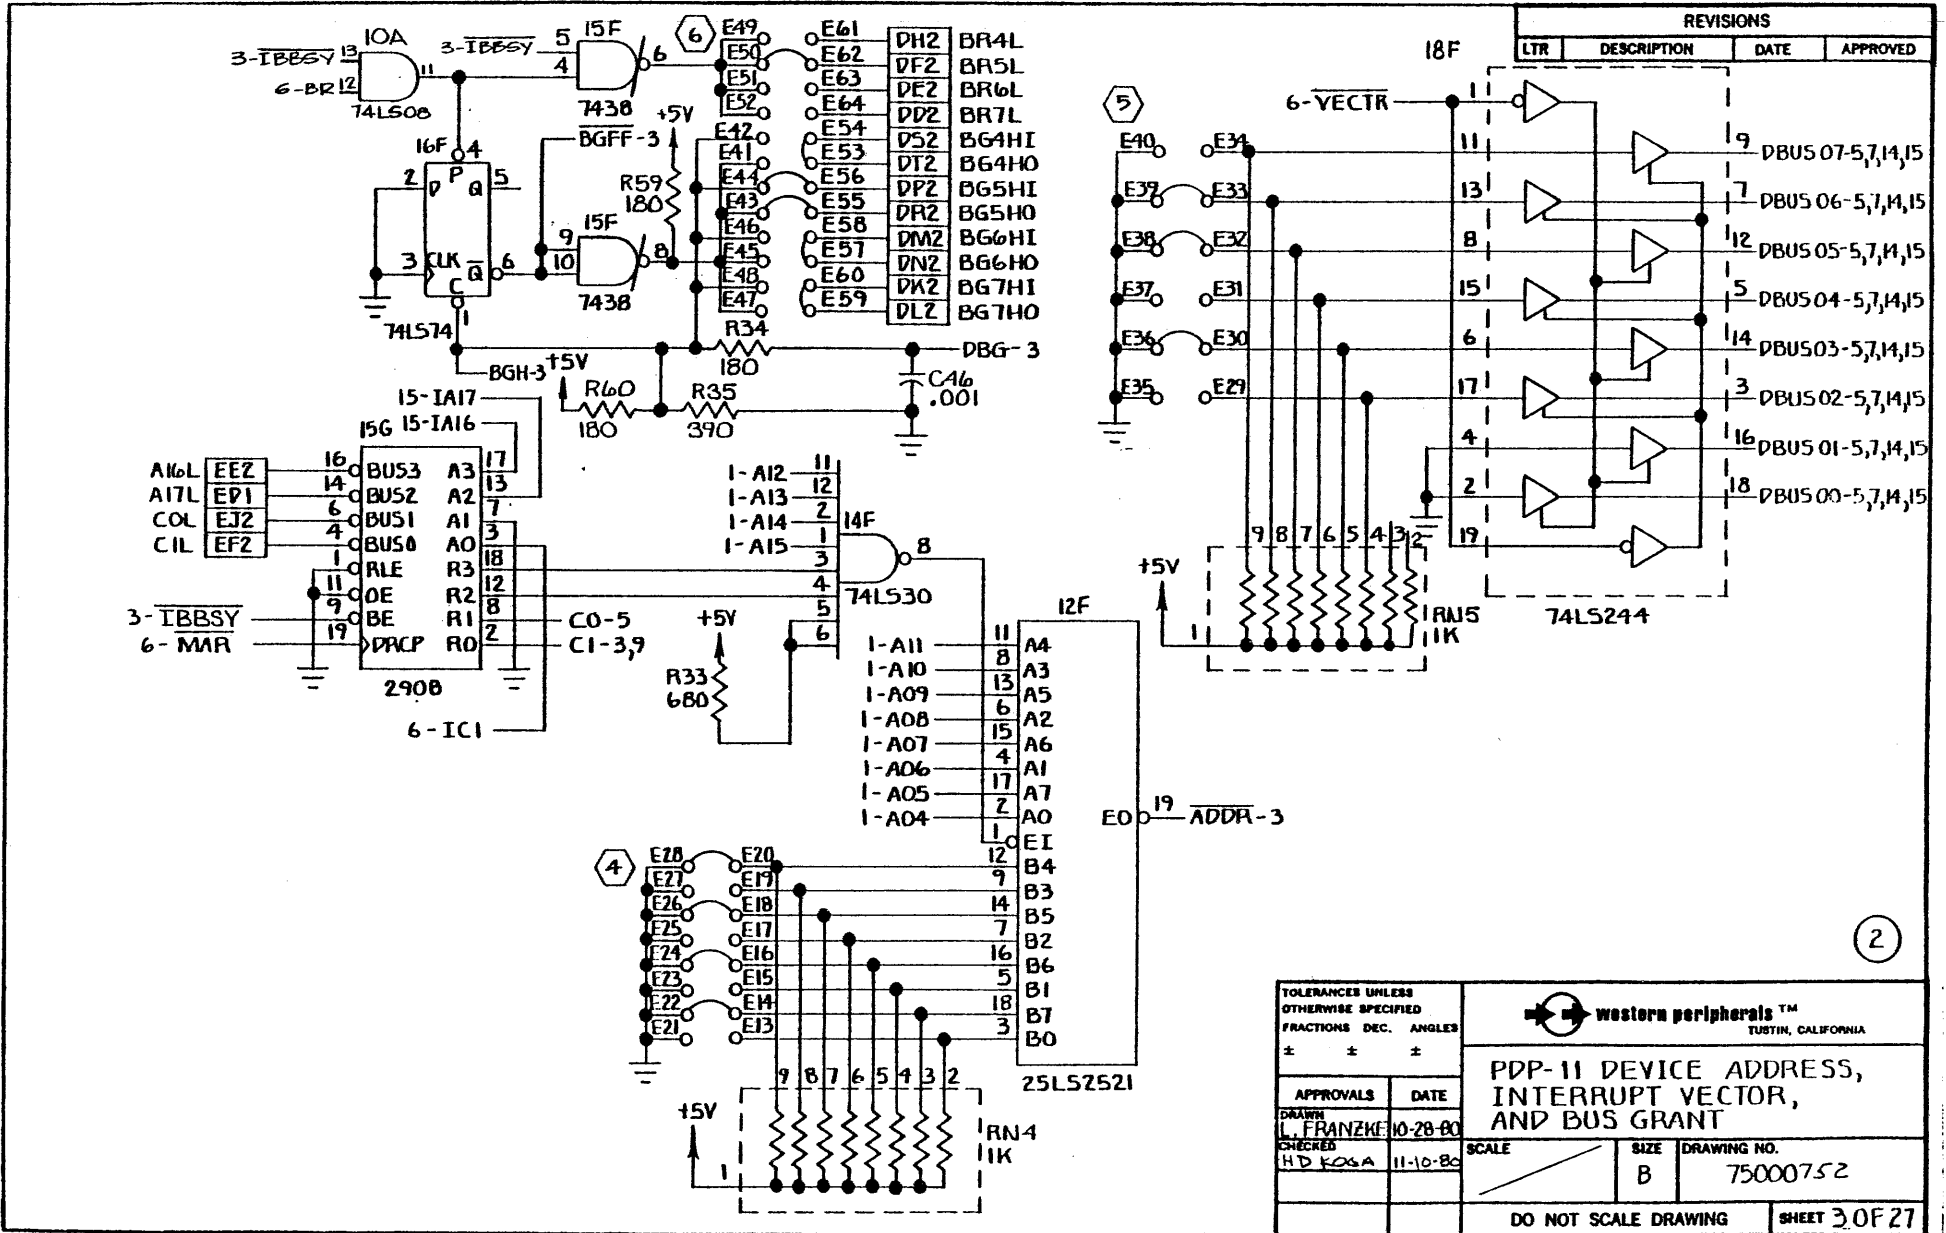 REVISIONS
LTR DESCRIPTION DATE APPROVED
10A
3-IBBSY 13
6-BR 12
11
74LS08
3-IBBSY 5
4
15F
6
7438
6
E49 E61 DH2 BR4L
E50 E62 DF2 BR5L
E51 E63 DE2 BR6L
E52 E64 DD2 BR7L
E42 E54 DS2 BG4HI
E41 E53 DT2 BG4HO
E44 E56 DP2 BG5HI
E43 E55 DR2 BG5HO
E46 E58 DM2 BG6HI
E45 E57 DN2 BG6HO
E48 E60 DK2 BG7HI
E47 E59 DL2 BG7HO
16F 4
2 D P Q 5
3 CLK Q 6
C
1
74LS74
BGFF-3
+5V
R59
180
15F
9
10
8
7438
R34
180
DBG-3
BGH-3
+5V
R60
180
R35
390
CA6
.001
15-IA17
15-IA16
15G
A16L EE2 16 BUS3 A3 17
A17L ED1 14 BUS2 A2 13
COL EJ2 6 BUS1 A1 7
C1L EF2 4 BUS0 A0 3
1 RLE R3 18
11 OE R2 12
3-IBBSY 9 BE R1 8 C0-5
6-MAR 19 DRCP R0 2 C1-3,9
2908
6-IC1
1-A12 11
1-A13 12
1-A14 2
1-A15 1
3
4
5
6
14F
8
74LS30
+5V
R33
680
12F
1-A11 11 A4
1-A10 8 A3
1-A09 13 A5
1-A08 6 A2
1-A07 15 A6
1-A06 4 A1
1-A05 17 A7
1-A04 2 A0
1 EI
EO 19 ADDR-3
4
E28 E20 12 B4
E27 E19 9 B3
E26 E18 14 B5
E25 E17 7 B2
E24 E16 16 B6
E23 E15 5 B1
E22 E14 18 B7
E21 E13 3 B0
25LS2521
9 8 7 6 5 4 3 2
+5V
1
RN4
1K
18F
5
6-VECTR 1
E40 E34 11 9 DBUS 07-5,7,14,15
E39 E33 13 7 DBUS 06-5,7,14,15
E38 E32 8 12 DBUS 05-5,7,14,15
E37 E31 15 5 DBUS 04-5,7,14,15
E36 E30 6 14 DBUS 03-5,7,14,15
E35 E29 17 3 DBUS 02-5,7,14,15
4 16 DBUS 01-5,7,14,15
2 18 DBUS 00-5,7,14,15
19
74LS244
9 8 7 6 5 4 3 2
+5V
1
RN15
1K
2
TOLERANCES UNLESS
OTHERWISE SPECIFIED
FRACTIONS DEC. ANGLES
± ± ±
APPROVALS DATE
DRAWN
L. FRANZKE 10-28-80
CHECKED
HD KOGA 11-10-80
western peripherals TM
TUSTIN, CALIFORNIA
PDP-11 DEVICE ADDRESS,
INTERRUPT VECTOR,
AND BUS GRANT
SCALE SIZE DRAWING NO.
B 75000752
DO NOT SCALE DRAWING SHEET 3 OF 27